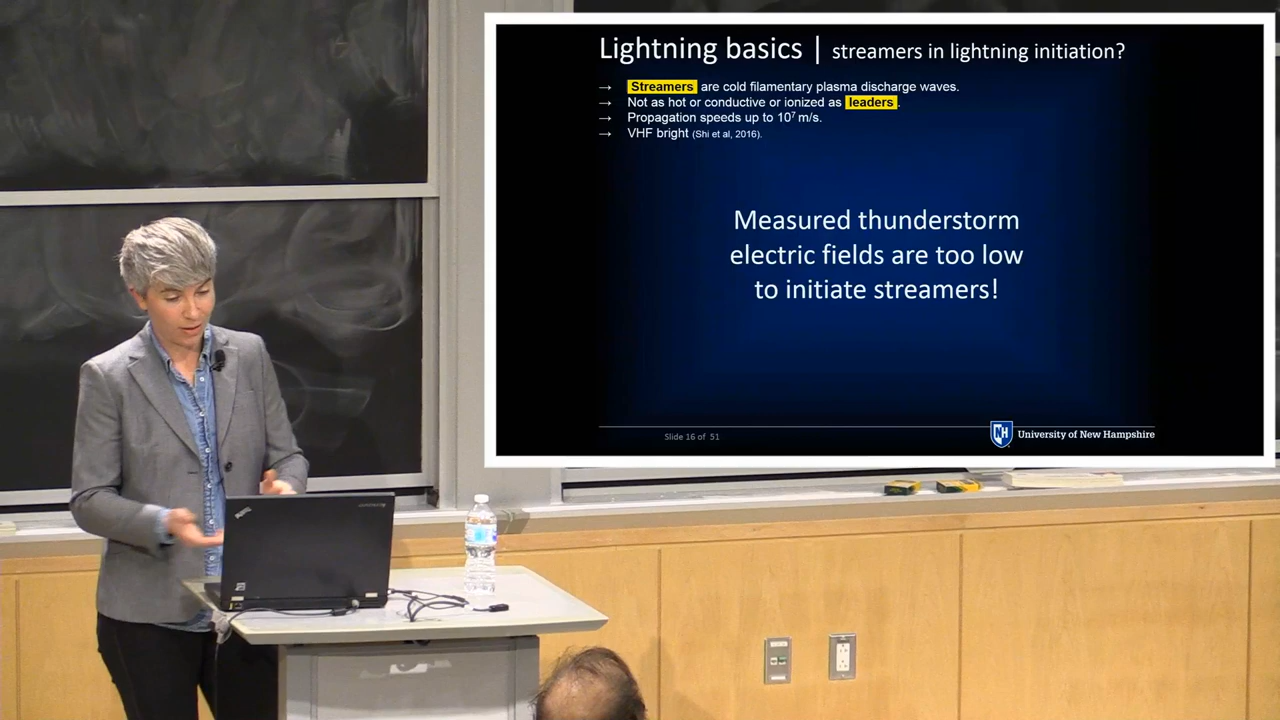 Lightning basics | streamers in lightning initiation?
→ Streamers are cold filamentary plasma discharge waves.
→ Not as hot or conductive or ionized as leaders.
→ Propagation speeds up to 10⁷ m/s.
→ VHF bright (Shi et al, 2016).
Measured thunderstorm
electric fields are too low
to initiate streamers!
Slide 16 of 51
NH University of New Hampshire